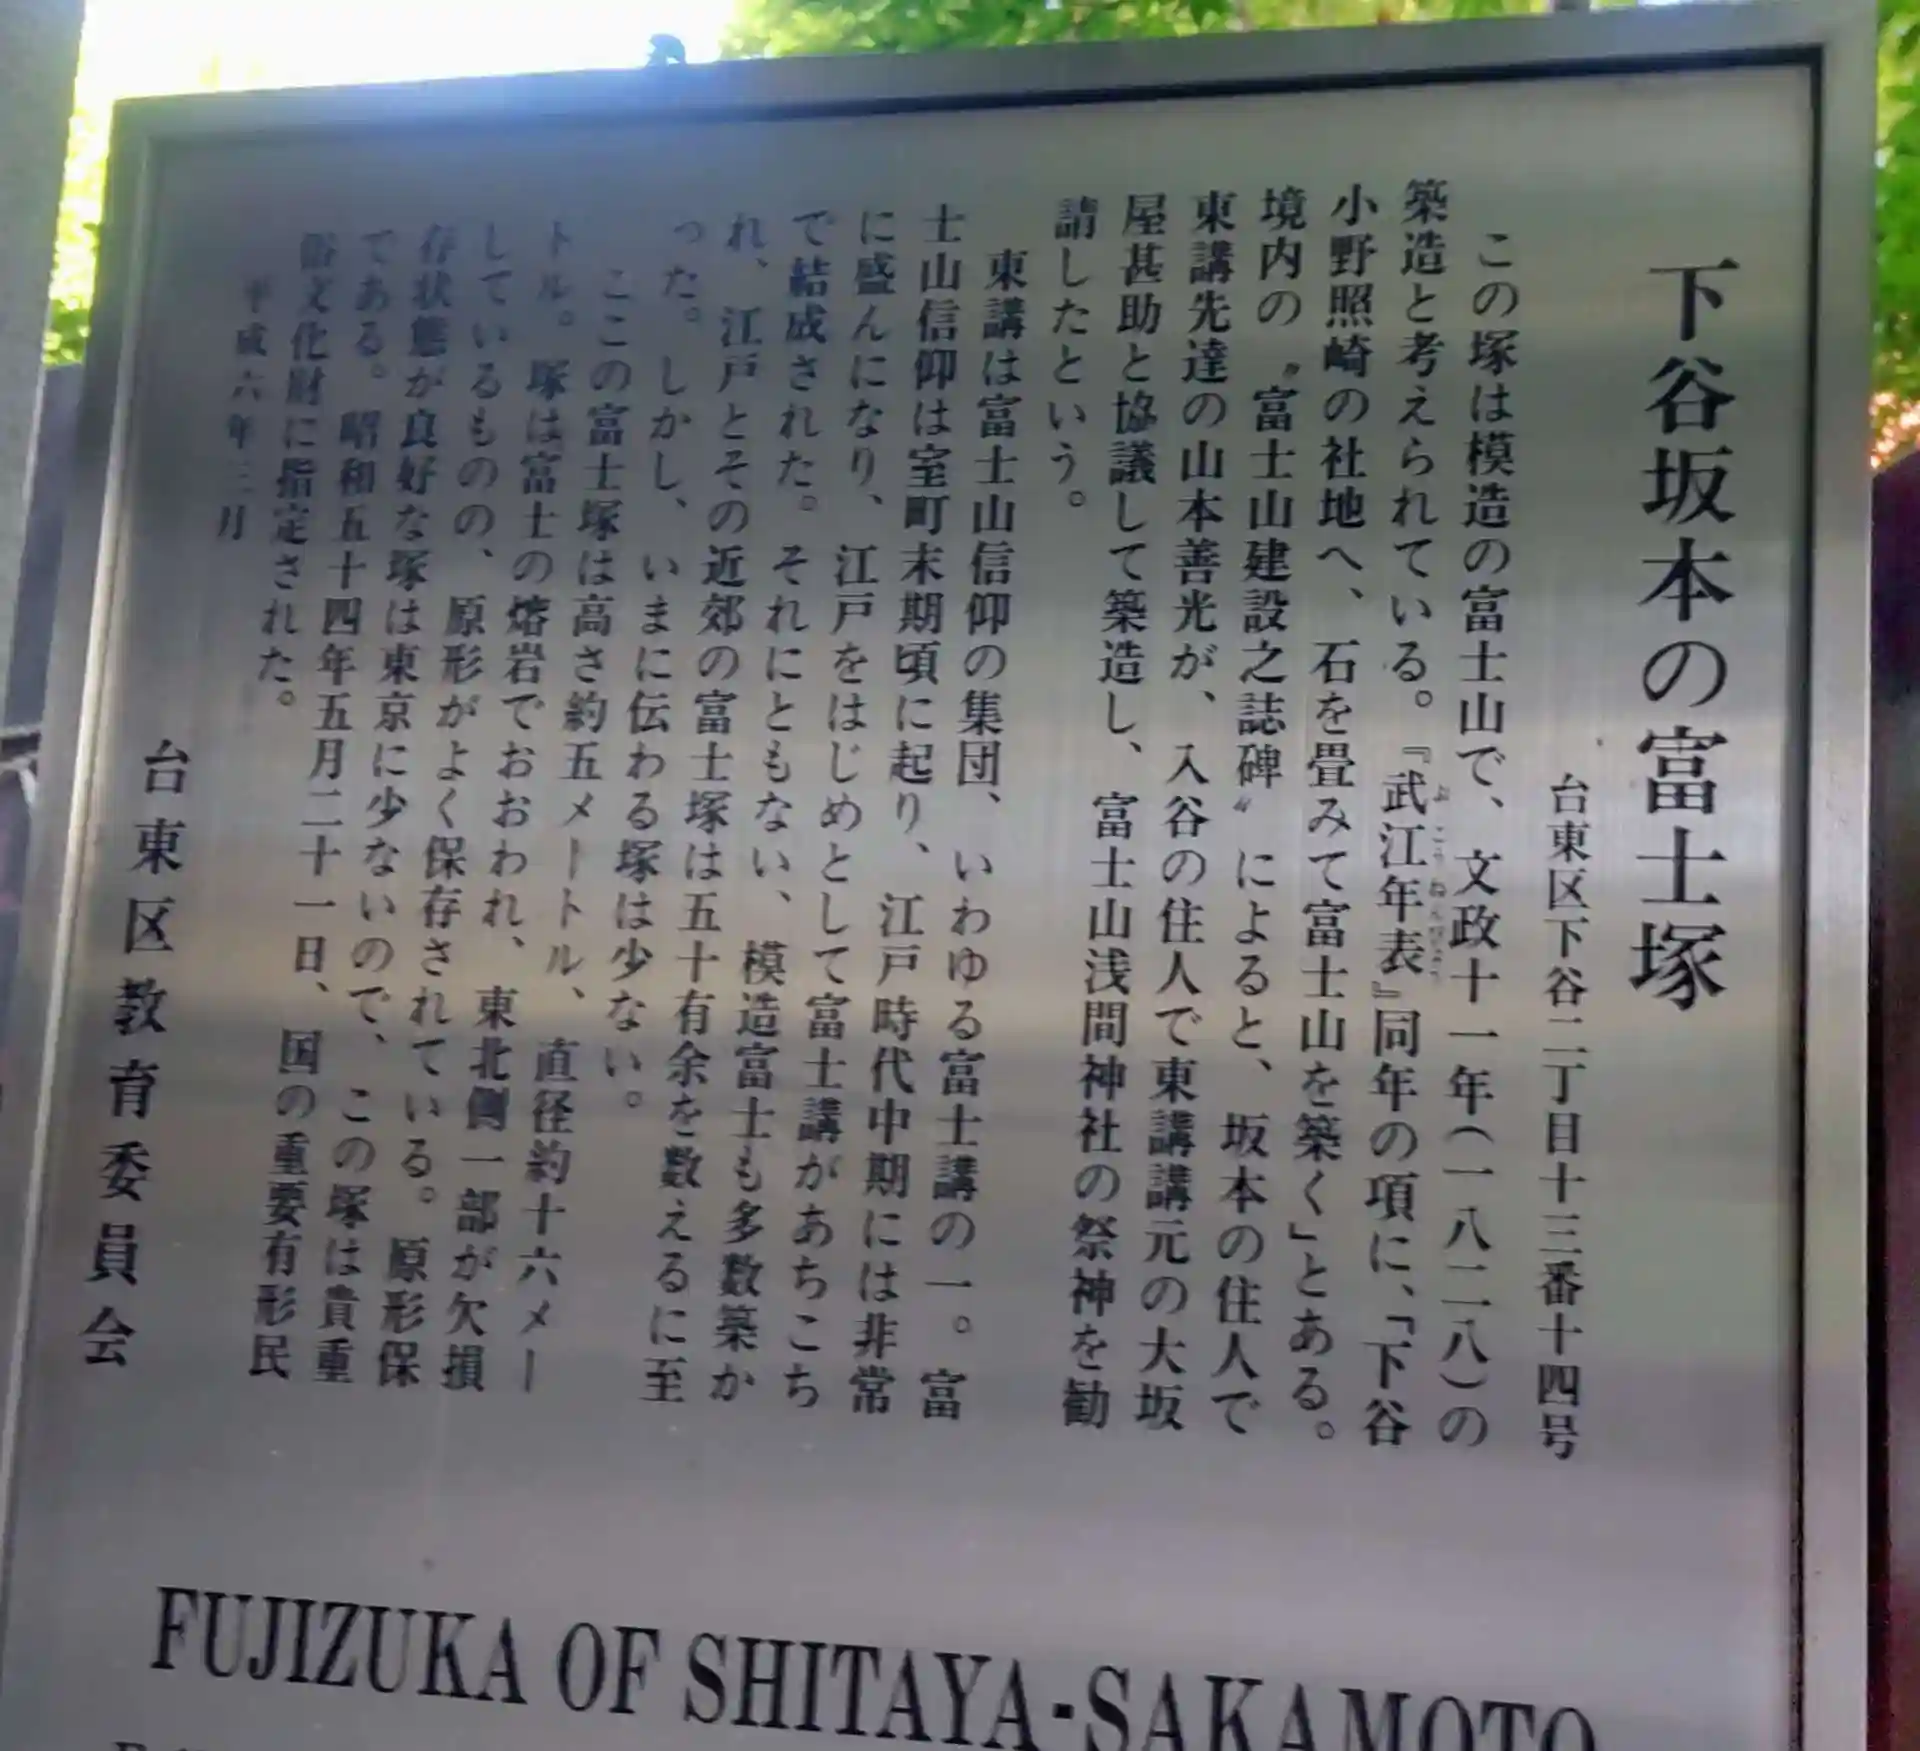 下谷坂本の富士塚
台東区下谷二丁目十三番十四号
この塚は模造の富士山で、文政十一年(一八二八)の
築造と考えられている。『武江年表』同年の項に、「下谷
ぶこうねんぴょう
小野照崎の社地へ、石を畳みて富士山を築く」とある。
境内の〝富士山建設之誌碑〟によると、坂本の住人で
東講先達の山本善光が、入谷の住人で東講講元の大坂
屋甚助と協議して築造し、富士山浅間神社の祭神を勧
請したという。
東講は富士山信仰の集団、いわゆる富士講の一。富
士山信仰は室町末期頃に起り、江戸時代中期には非常
に盛んになり、江戸をはじめとして富士講があちこち
で結成された。それにともない、模造富士も多数築か
れ、江戸とその近郊の富士塚は五十有余を数えるに至
った。しかし、いまに伝わる塚は少ない。
ここの富士塚は高さ約五メートル、直径約十六メー
トル。塚は富士の熔岩でおおわれ、東北側一部が欠損
しているものの、原形がよく保存されている。原形保
存状態が良好な塚は東京に少ないので、この塚は貴重
である。昭和五十四年五月二十一日、国の重要有形民
俗文化財に指定された。
平成六年三月
台東区教育委員会
FUJIZUKA OF SHITAYA-SAKAMOTO